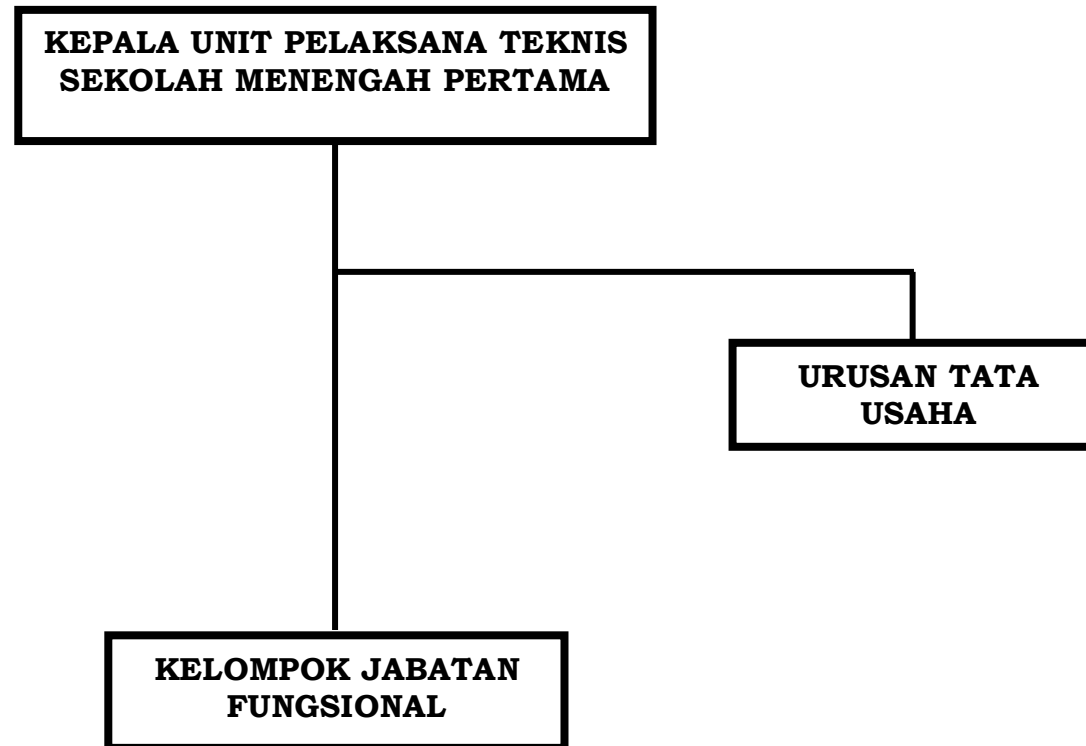 KEPALA UNIT PELAKSANA TEKNIS
SEKOLAH MENENGAH PERTAMA
URUSAN TATA
USAHA
KELOMPOK JABATAN
FUNGSIONAL